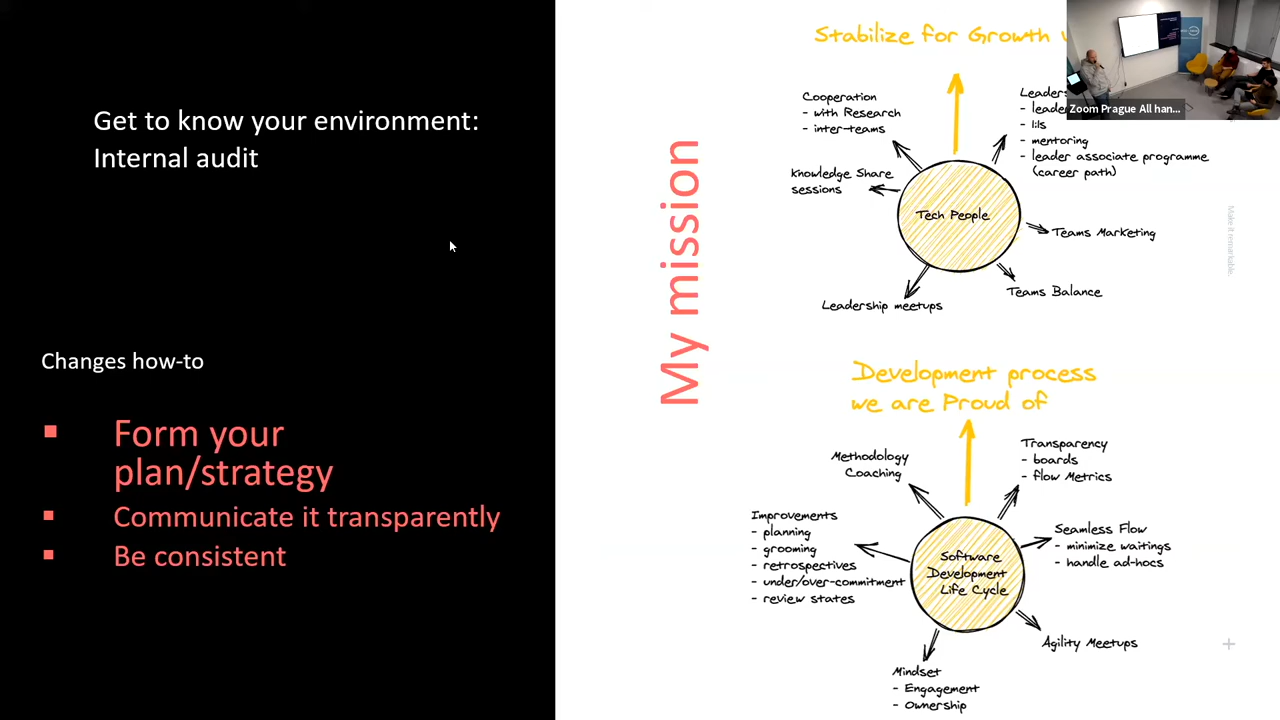 Get to know your environment:
Internal audit
Changes how-to
▪ Form your
plan/strategy
▪ Communicate it transparently
▪ Be consistent
My mission
Stabilize for Growth
Cooperation
- with Research
- inter-teams
Knowledge Share
sessions
Tech People
- 1:1s
- mentoring
- leader associate programme
(career path)
Teams Marketing
Teams Balance
Leadership meetups
Zoom Prague All han...
Make it remarkable.
Development process
we are Proud of
Methodology
Coaching
Transparency
- boards
- flow Metrics
Improvements
- planning
- grooming
- retrospectives
- under/over-commitment
- review states
Software
Development
Life Cycle
Seamless Flow
- minimize waitings
- handle ad-hocs
Agility Meetups
Mindset
- Engagement
- Ownership